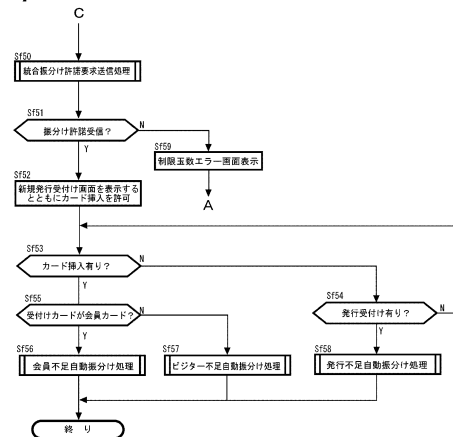 C
Sf50
統合振分け許諾要求送信処理
Sf51
振分け許諾受信？
N
Y
Sf59
制限玉数エラー画面表示
A
Sf52
新規発行受付け画面を表示する
とともにカード挿入を許可
Sf53
カード挿入有り？
N
Y
Sf54
発行受付け有り？
N
Y
Sf55
受付けカードが会員カード？
N
Y
Sf56
会員不足自動振分け処理
Sf57
ビジター不足自動振分け処理
Sf58
発行不足自動振分け処理
終 り